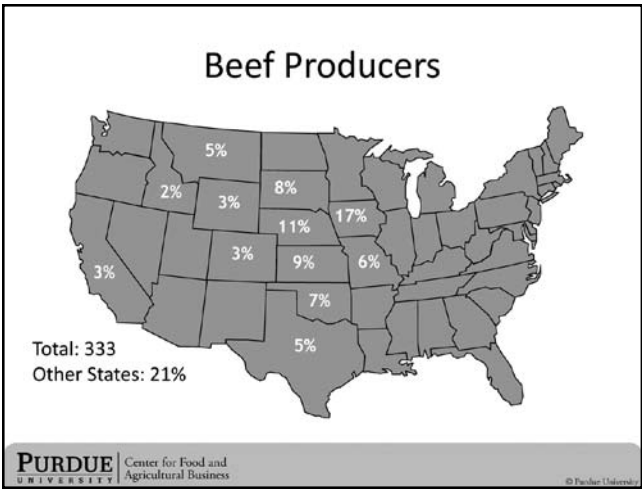 Beef Producers
5%
2%
3%
8%
11%
17%
3%
3%
9%
6%
7%
5%
Total: 333
Other States: 21%
PURDUE
UNIVERSITY
Center for Food and
Agricultural Business
© Purdue University